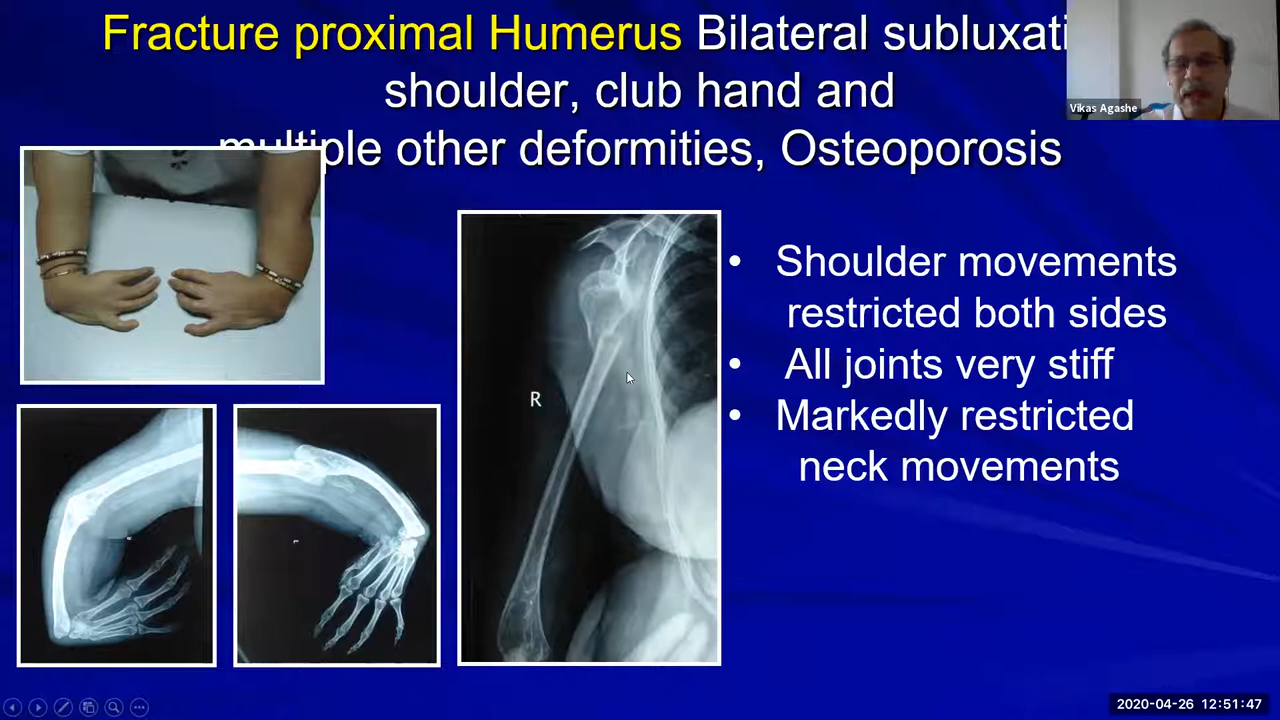 Fracture proximal Humerus Bilateral subluxati
shoulder, club hand and
multiple other deformities, Osteoporosis
Vikas Agashe
• Shoulder movements
restricted both sides
• All joints very stiff
• Markedly restricted
neck movements
R
2020-04-26 12:51:47